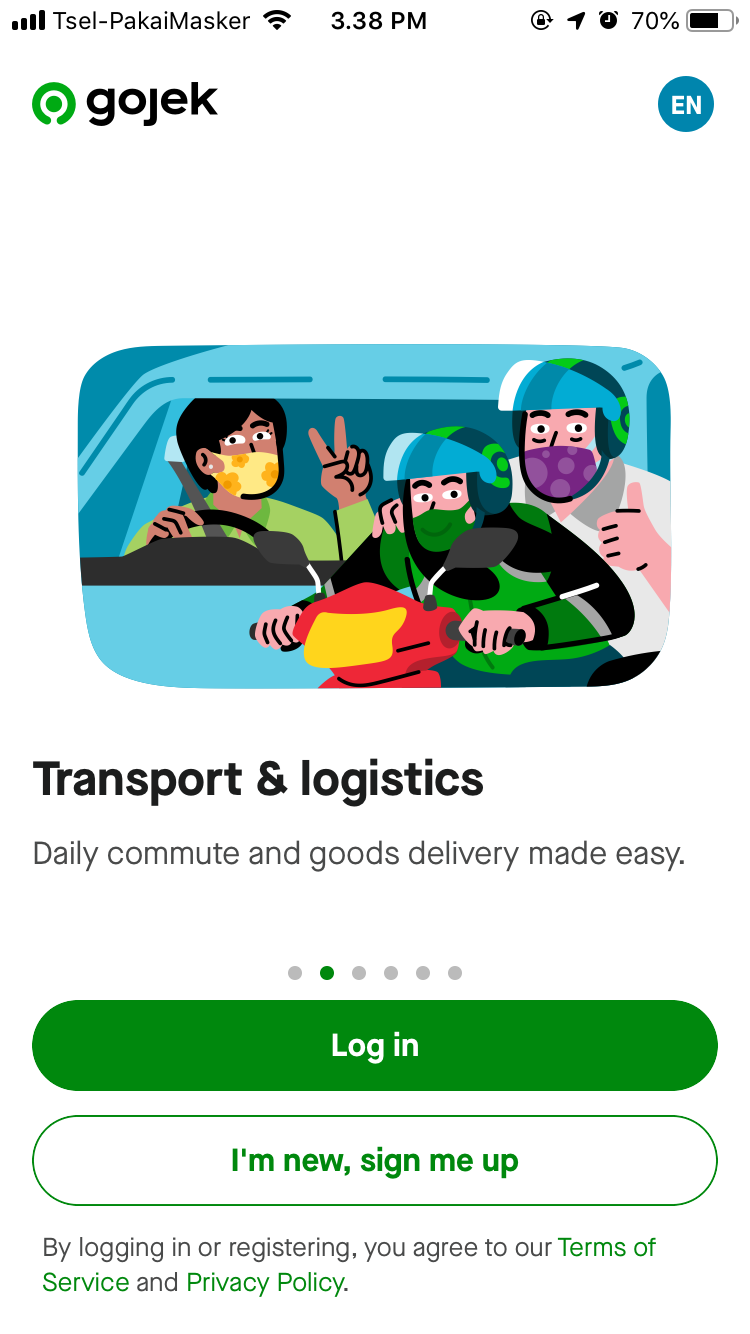 Tsel-PakaiMasker 3.38 PM 70%
gojek EN
Transport & logistics
Daily commute and goods delivery made easy.
Log in
I'm new, sign me up
By logging in or registering, you agree to our Terms of
Service and Privacy Policy.